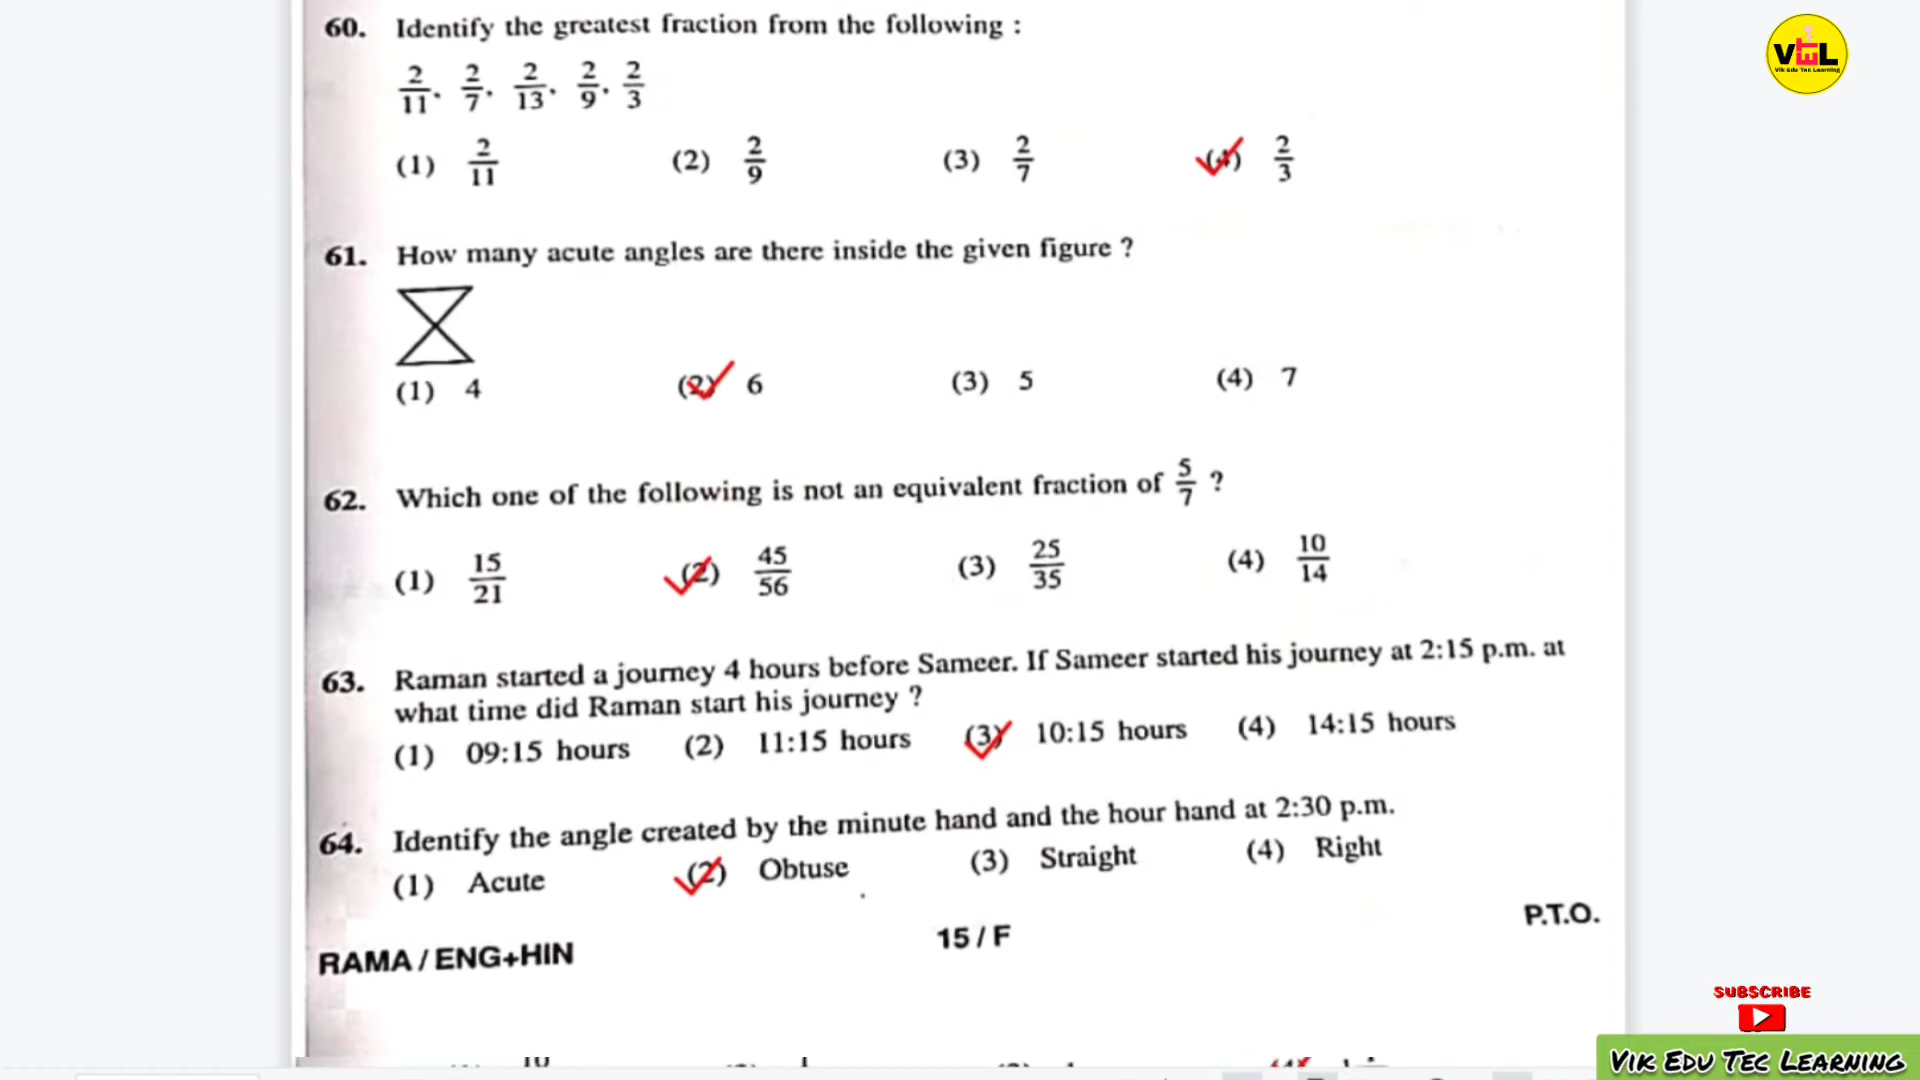 60. Identify the greatest fraction from the following :
2/11, 2/7, 2/13, 2/9, 2/3
(1) 2/11 (2) 2/9 (3) 2/7 (4) 2/3
61. How many acute angles are there inside the given figure ?
(1) 4 (2) 6 (3) 5 (4) 7
62. Which one of the following is not an equivalent fraction of 5/7 ?
(1) 15/21 (2) 45/56 (3) 25/35 (4) 10/14
63. Raman started a journey 4 hours before Sameer. If Sameer started his journey at 2:15 p.m. at
what time did Raman start his journey ?
(1) 09:15 hours (2) 11:15 hours (3) 10:15 hours (4) 14:15 hours
64. Identify the angle created by the minute hand and the hour hand at 2:30 p.m.
(1) Acute (2) Obtuse (3) Straight (4) Right
P.T.O.
RAMA / ENG+HIN 15 / F
VETL
Vik Edu Tec Learning
SUBSCRIBE
VIK EDU TEC LEARNING